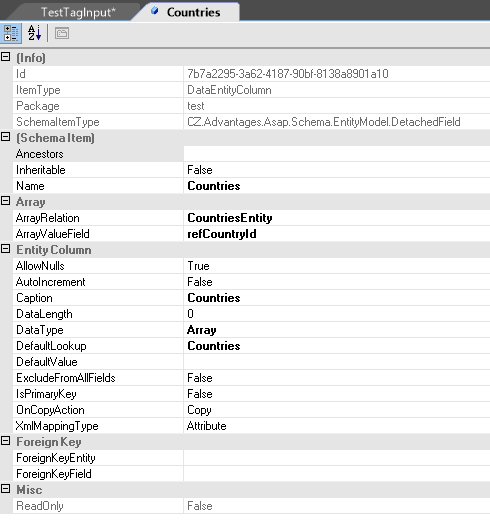 TestTagInput* Countries
(Info)
Id 7b7a2295-3a62-4187-90bf-8138a8901a10
ItemType DataEntityColumn
Package test
SchemaItemType CZ.Advantages.Asap.Schema.EntityModel.DetachedField
(Schema Item)
Ancestors
Inheritable False
Name Countries
Array
ArrayRelation CountriesEntity
ArrayValueField refCountryId
Entity Column
AllowNulls True
AutoIncrement False
Caption Countries
DataLength 0
DataType Array
DefaultLookup Countries
DefaultValue
ExcludeFromAllFields False
IsPrimaryKey False
OnCopyAction Copy
XmlMappingType Attribute
Foreign Key
ForeignKeyEntity
ForeignKeyField
Misc
ReadOnly False